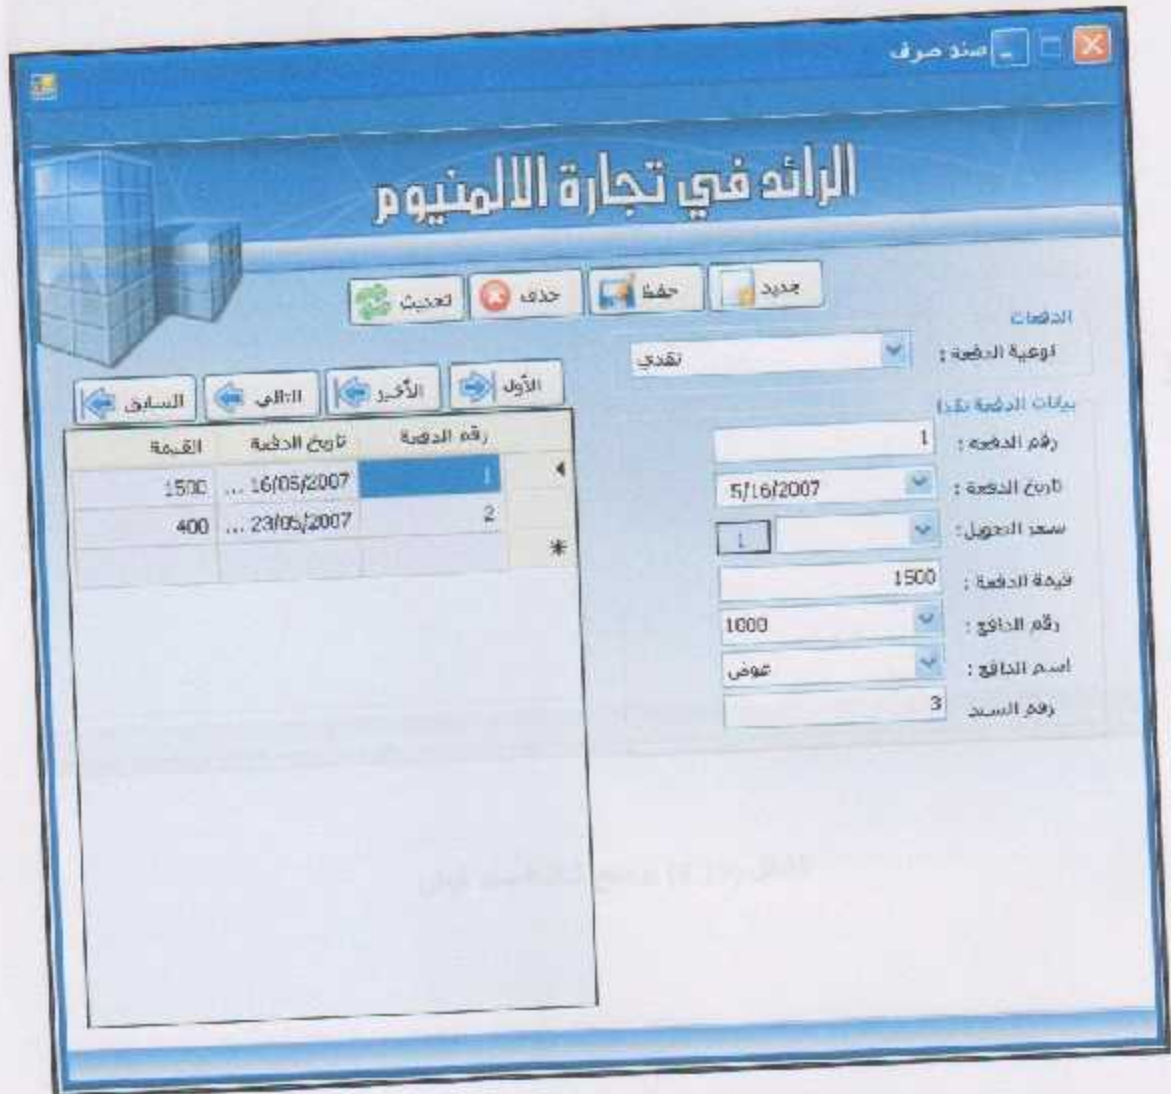 صند صرف
الرائد في تجارة الالمنيوم
جديد حفظ حذف تحديث
الدفعات
نوعية الدفعة : نقدي
الأول الأخير التالي السابق
بيانات الدفعة نقدا
رقم الدفعة : 1
تاريخ الدفعة : 5/16/2007
سعر التحويل: 1
قيمة الدفعة : 1500
رقم الدافع : 1000
اسم الدافع : عوض
رقم السند 3
رقم الدفعة تاريخ الدفعة القيمة
1 16/05/2007 ... 1500
2 23/05/2007 ... 400
*